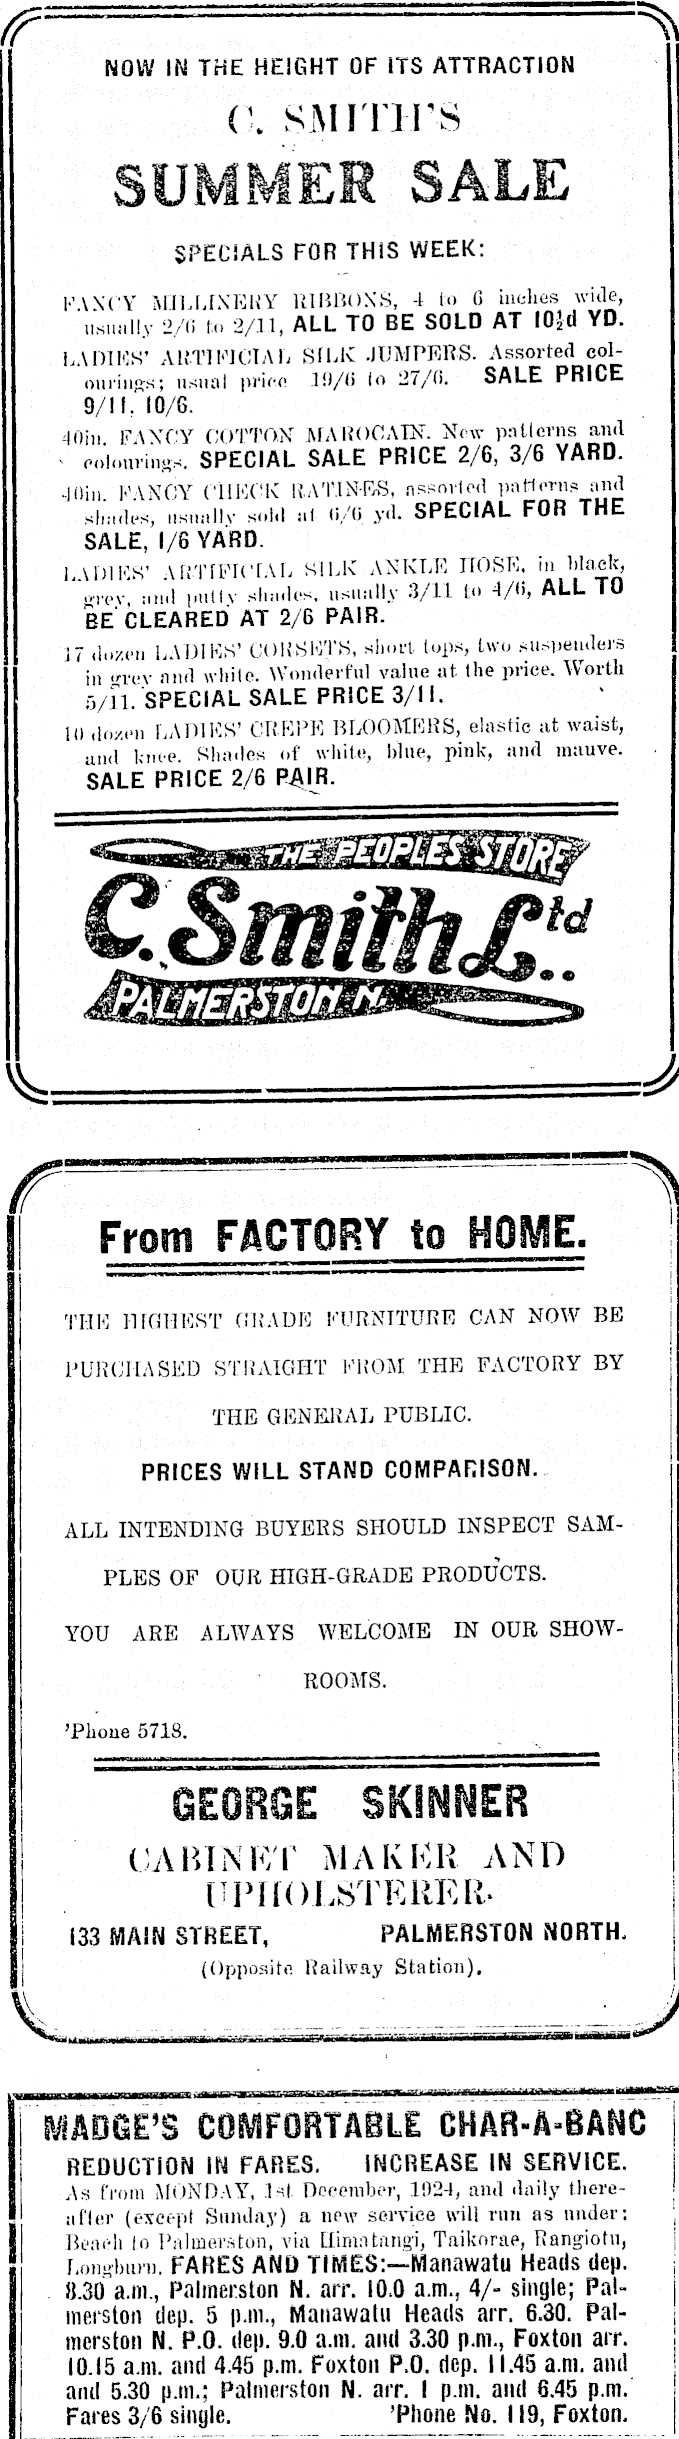 NOW IN THE HEIGHT OF ITS ATTRACTION
C. SMITH'S
SUMMER SALE
SPECIALS FOR THIS WEEK:
FANCY MILLINERY RIBBONS, 4 to 6 inches wide,
usually 2/6 to 2/11, ALL TO BE SOLD AT 10½d YD.
LADIES' ARTIFICIAL SILK JUMPERS. Assorted col-
ourings; usual price 19/6 to 27/6. SALE PRICE
9/11, 10/6.
40in. FANCY COTTON MAROCAIN. New patterns and
colourings. SPECIAL SALE PRICE 2/6, 3/6 YARD.
40in. FANCY CHECK RATINES, assorted patterns and
shades, usually sold at 6/6 yd. SPECIAL FOR THE
SALE, 1/6 YARD.
LADIES' ARTIFICIAL SILK ANKLE HOSE, in black,
grey, and putty shades, usually 3/11 to 4/6, ALL TO
BE CLEARED AT 2/6 PAIR.
17 dozen LADIES' CORSETS, short tops, two suspenders
in grey and white. Wonderful value at the price. Worth
5/11. SPECIAL SALE PRICE 3/11.
10 dozen LADIES' CREPE BLOOMERS, elastic at waist,
and knee. Shades of white, blue, pink, and mauve.
SALE PRICE 2/6 PAIR.
THE PEOPLES STORE
C. Smith Ltd..
PALMERSTON N.
From FACTORY to HOME.
THE HIGHEST GRADE FURNITURE CAN NOW BE
PURCHASED STRAIGHT FROM THE FACTORY BY
THE GENERAL PUBLIC.
PRICES WILL STAND COMPARISON.
ALL INTENDING BUYERS SHOULD INSPECT SAM-
PLES OF OUR HIGH-GRADE PRODUCTS.
YOU ARE ALWAYS WELCOME IN OUR SHOW-
ROOMS.
'Phone 5718.
GEORGE SKINNER
CABINET MAKER AND
UPHOLSTERER.
133 MAIN STREET, PALMERSTON NORTH.
(Opposite Railway Station).
MADGE'S COMFORTABLE CHAR-A-BANC
REDUCTION IN FARES. INCREASE IN SERVICE.
As from MONDAY, 1st December, 1924, and daily there-
after (except Sunday) a new service will run as under:
Beach to Palmerston, via Himatangi, Taikorae, Rangiotu,
Longburn. FARES AND TIMES:—Manawatu Heads dep.
8.30 a.m., Palmerston N. arr. 10.0 a.m., 4/- single; Pal-
merston dep. 5 p.m., Manawatu Heads arr. 6.30. Pal-
merston N. P.O. dep. 9.0 a.m. and 3.30 p.m., Foxton arr.
10.15 a.m. and 4.45 p.m. Foxton P.O. dep. 11.45 a.m. and
and 5.30 p.m.; Palmerston N. arr. 1 p.m. and 6.45 p.m.
Fares 3/6 single. 'Phone No. 119, Foxton.